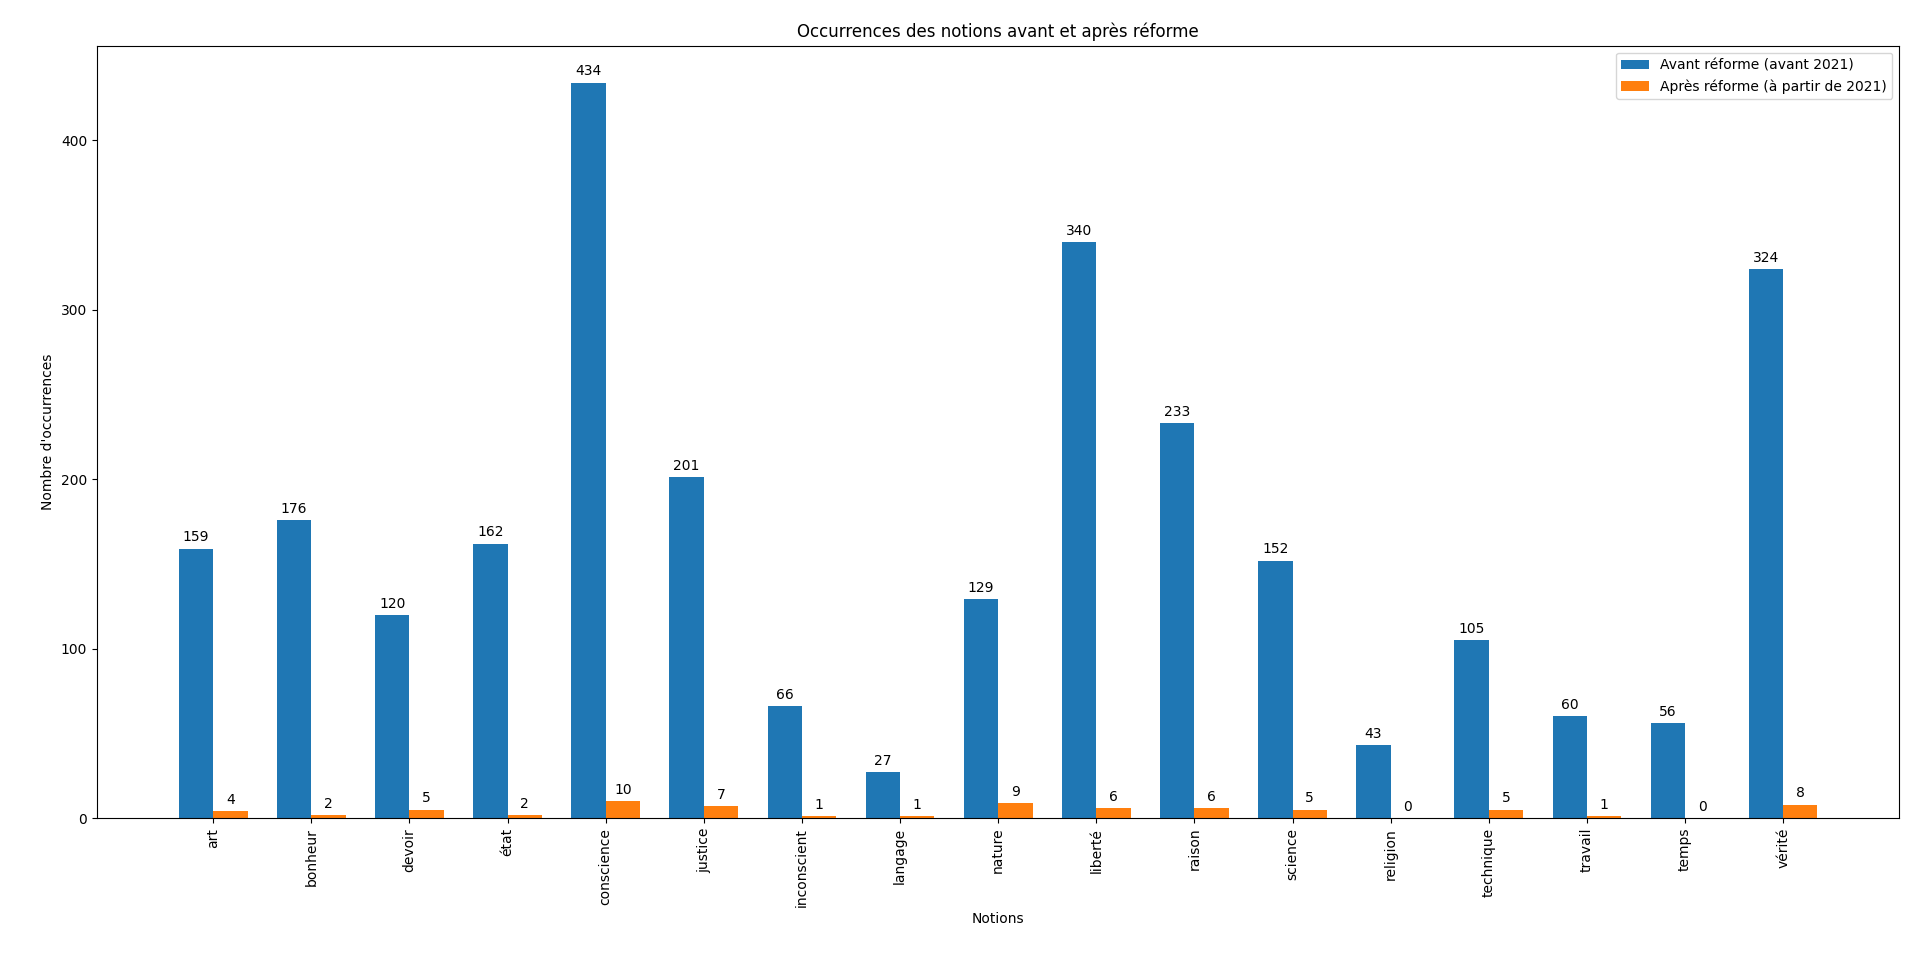 Occurrences des notions avant et après réforme
Avant réforme (avant 2021)
Après réforme (à partir de 2021)
Nombre d'occurrences
400
300
200
100
0
159
4
176
2
120
5
162
2
434
10
201
7
66
1
27
1
129
9
340
6
233
6
152
5
43
0
105
5
60
1
56
0
324
8
art
bonheur
devoir
état
conscience
justice
inconscient
langage
nature
liberté
raison
science
religion
technique
travail
temps
vérité
Notions